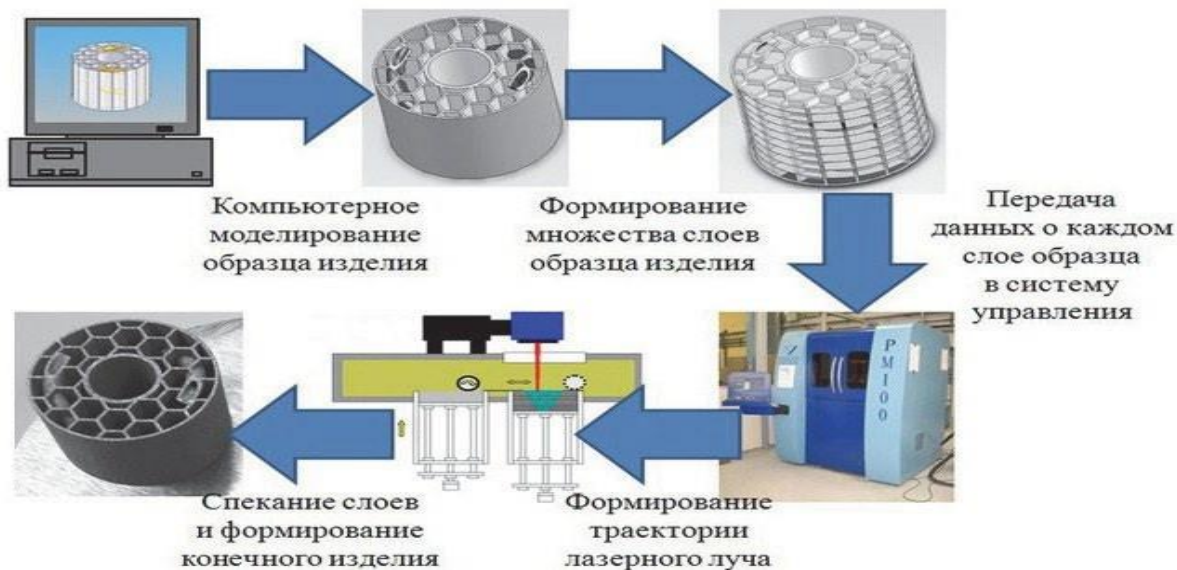 Компьютерное
моделирование
образца изделия
Формирование
множества слоев
образца изделия
Передача
данных о каждом
слое образца
в систему
управления
PM100
Спекание слоев
и формирование
конечного изделия
Формирование
траектории
лазерного луча